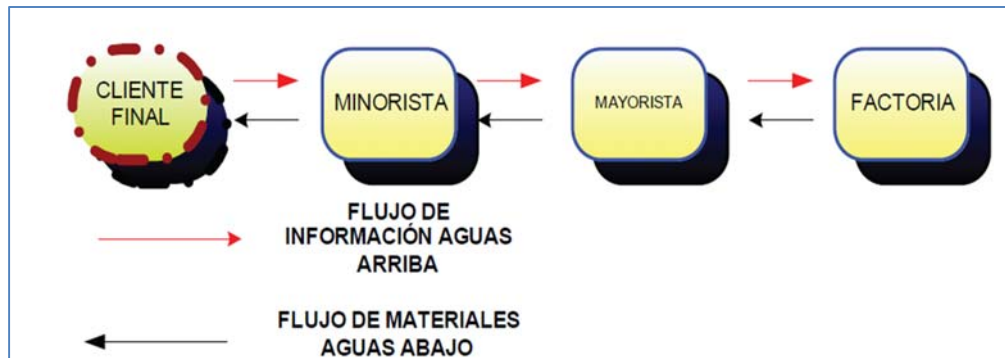 CLIENTE
FINAL
MINORISTA
MAYORISTA
FACTORIA
FLUJO DE
INFORMACIÓN AGUAS
ARRIBA
FLUJO DE MATERIALES
AGUAS ABAJO